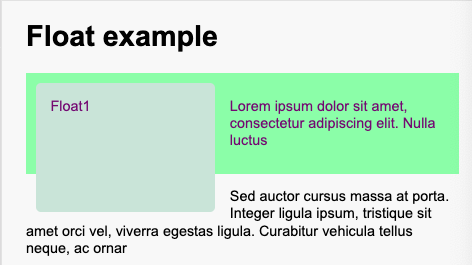 Float example
Float1
Lorem ipsum dolor sit amet,
consectetur adipiscing elit. Nulla
luctus
Sed auctor cursus massa at porta.
Integer ligula ipsum, tristique sit
amet orci vel, viverra egestas ligula. Curabitur vehicula tellus
neque, ac ornar